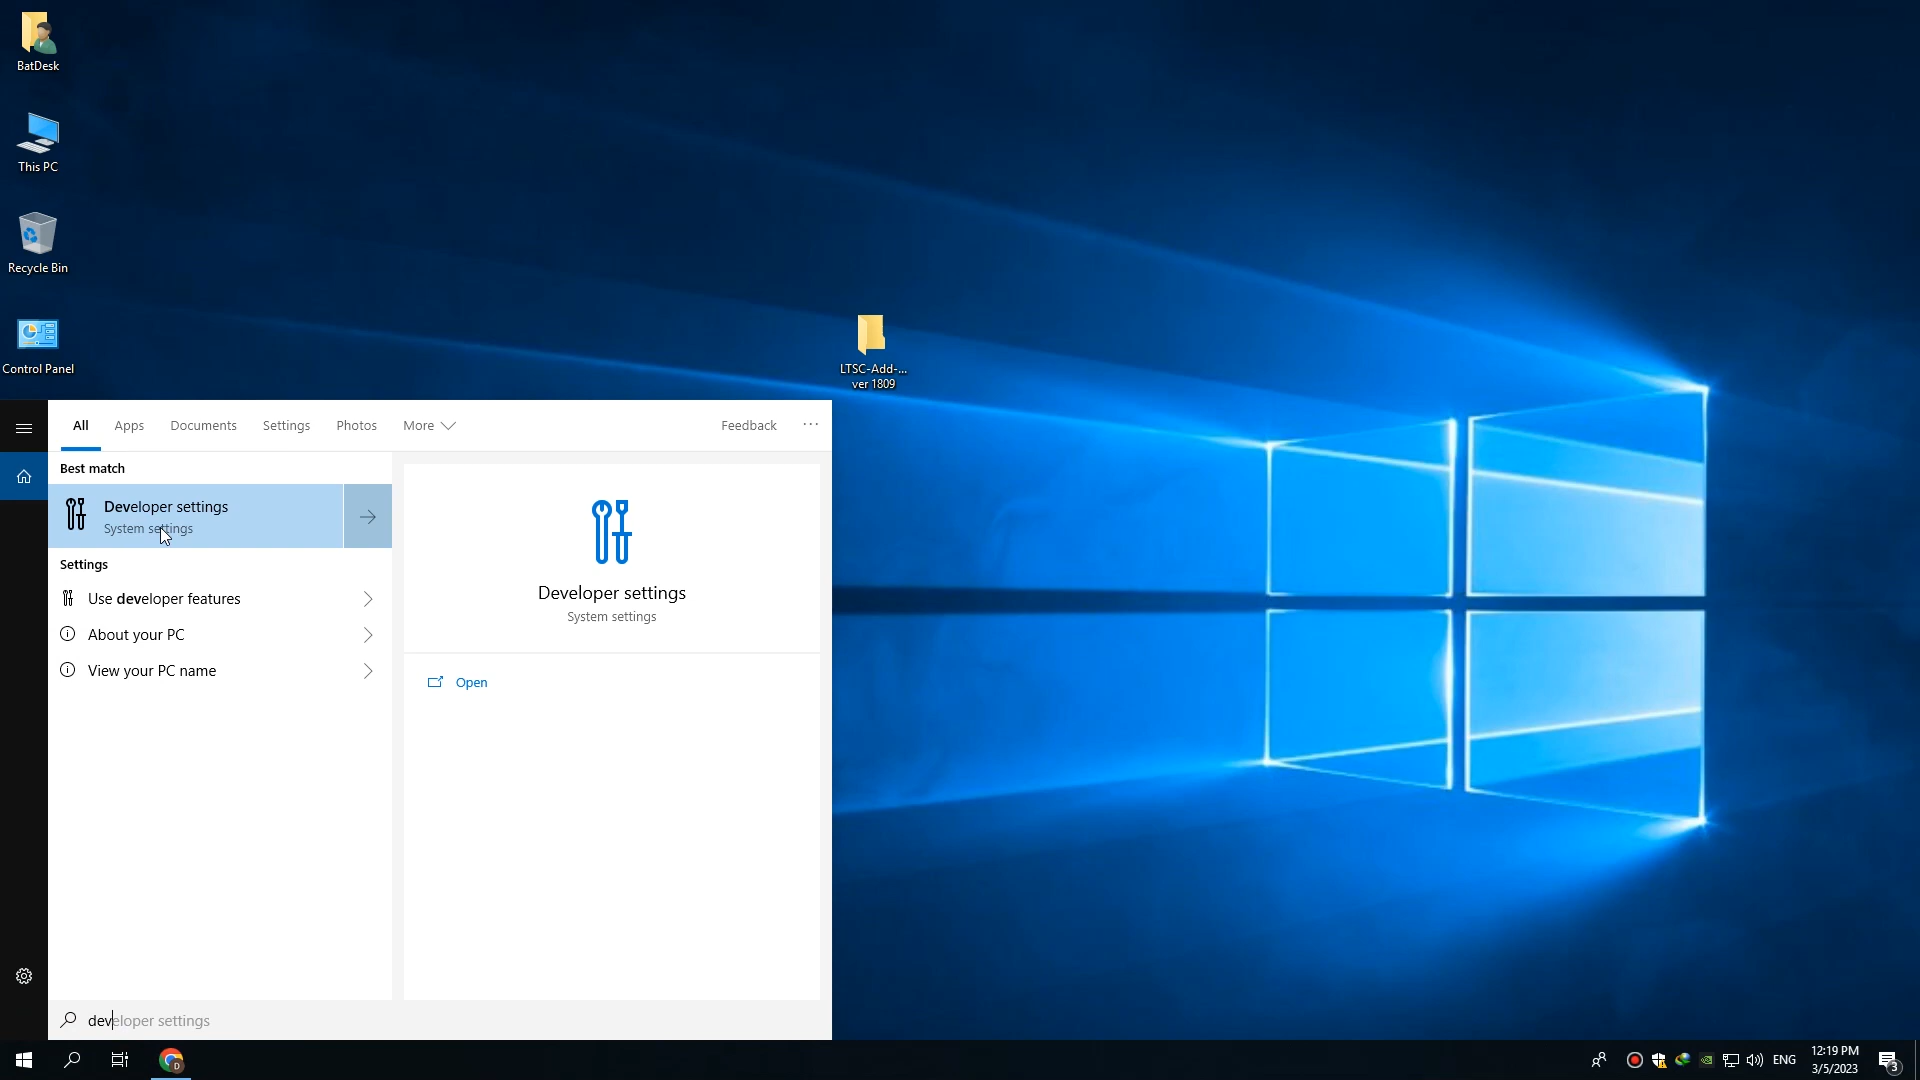 BatDesk
This PC
Recycle Bin
Control Panel
LTSC-Add-...
ver 1809
All
Apps
Documents
Settings
Photos
More
Feedback
...
Best match
Developer settings
System settings
Settings
Use developer features
About your PC
View your PC name
Developer settings
System settings
Open
developer settings
D
ENG
12:19 PM
3/5/2023
3